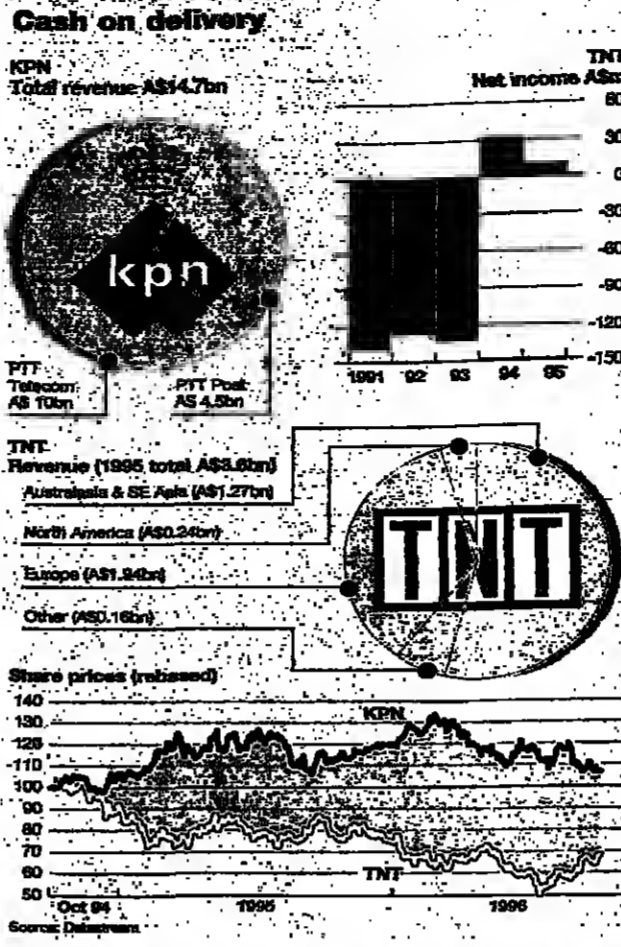 Cash on delivery
KPN
Total revenue A$14.7bn
kpn
PTT
Telecom
A$ 10bn
PTT Post
A$ 4.5bn
TNT
Net income A$m
60
30
0
-30
-60
-90
-120
-150
1991 92 93 94 95
TNT
Revenue (1995 total A$3.6bn)
Australasia & SE Asia (A$1.27bn)
North America (A$0.24bn)
Europe (A$1.94bn)
Other (A$0.16bn)
TNT
Share prices (rebased)
140
130
120
110
100
90
80
70
60
50
KPN
TNT
Oct 94 1995 1996
Source: Datastream